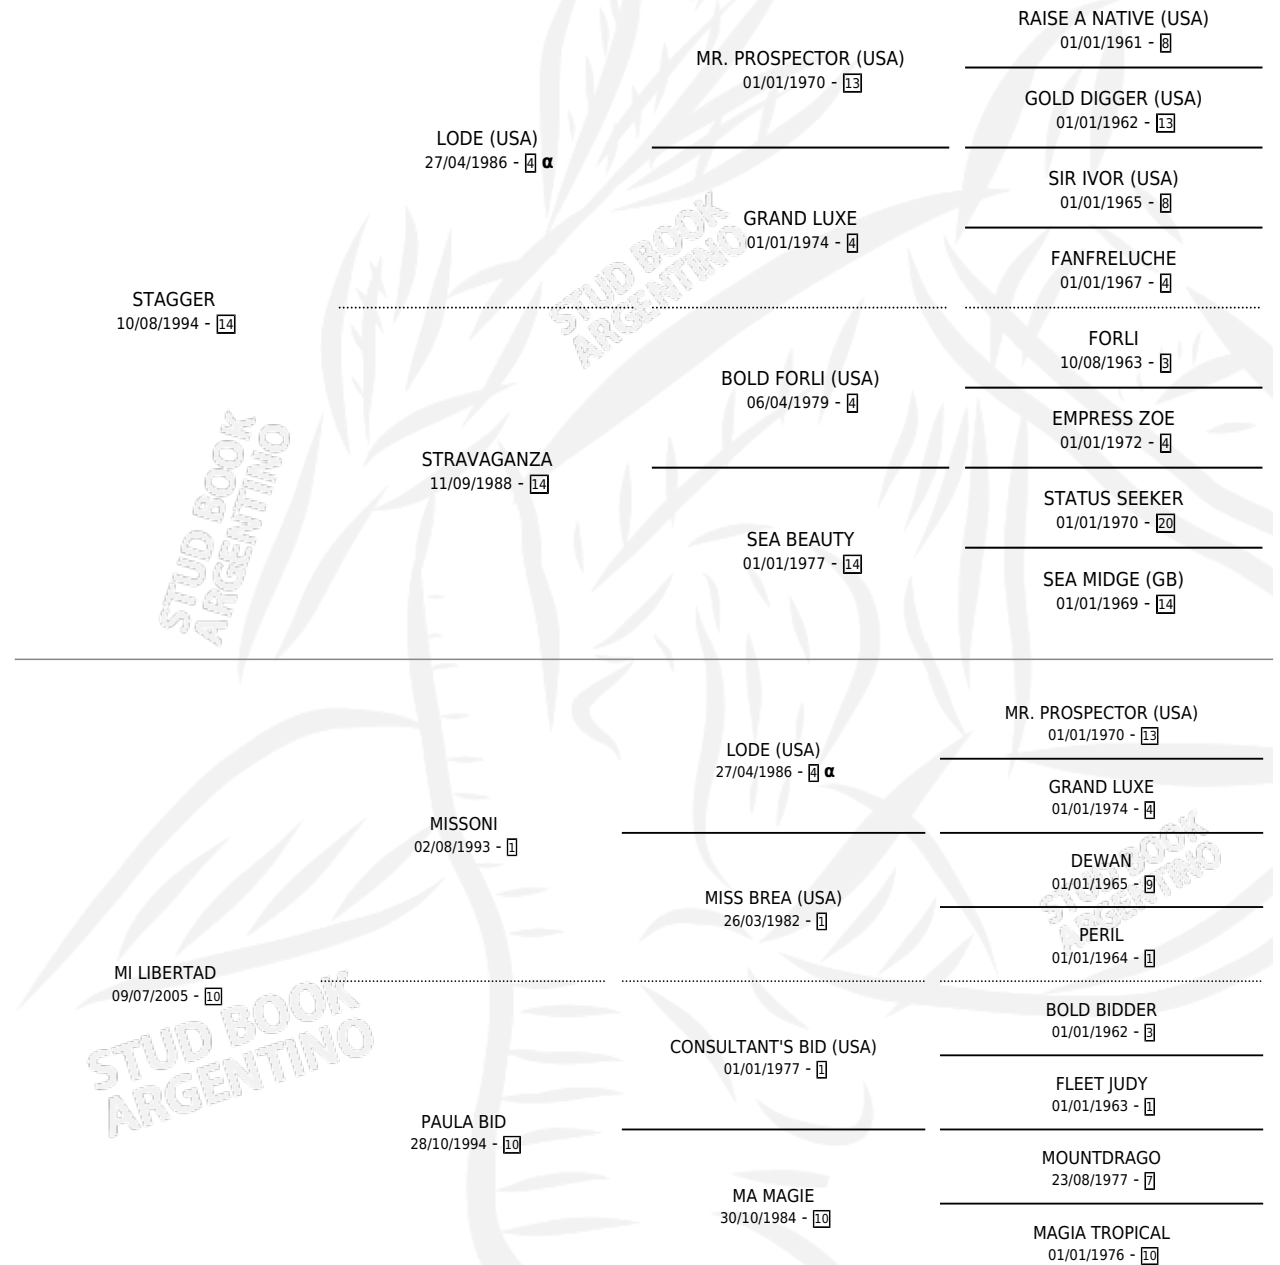 RAISE A NATIVE (USA)
01/01/1961 - 8
MR. PROSPECTOR (USA)
01/01/1970 - 13
GOLD DIGGER (USA)
01/01/1962 - 13
LODE (USA)
27/04/1986 - 4 α
SIR IVOR (USA)
01/01/1965 - 8
GRAND LUXE
01/01/1974 - 4
FANFRELUCHE
01/01/1967 - 4
STAGGER
10/08/1994 - 14
FORLI
10/08/1963 - 3
BOLD FORLI (USA)
06/04/1979 - 4
EMPRESS ZOE
01/01/1972 - 4
STRAVAGANZA
11/09/1988 - 14
STATUS SEEKER
01/01/1970 - 20
SEA BEAUTY
01/01/1977 - 14
SEA MIDGE (GB)
01/01/1969 - 14
STUD BOOK
ARGENTINO
STUD BOOK
ARGENTINO
MR. PROSPECTOR (USA)
01/01/1970 - 13
LODE (USA)
27/04/1986 - 4 α
GRAND LUXE
01/01/1974 - 4
MISSONI
02/08/1993 - 1
DEWAN
01/01/1965 - 9
MISS BREA (USA)
26/03/1982 - 1
PERIL
01/01/1964 - 1
MI LIBERTAD
09/07/2005 - 10
BOLD BIDDER
01/01/1962 - 3
CONSULTANT'S BID (USA)
01/01/1977 - 1
FLEET JUDY
01/01/1963 - 1
PAULA BID
28/10/1994 - 10
MOUNTDRAGO
23/08/1977 - 7
MA MAGIE
30/10/1984 - 10
MAGIA TROPICAL
01/01/1976 - 10
STUD BOOK
ARGENTINO
STUD BOOK
ARGENTINO